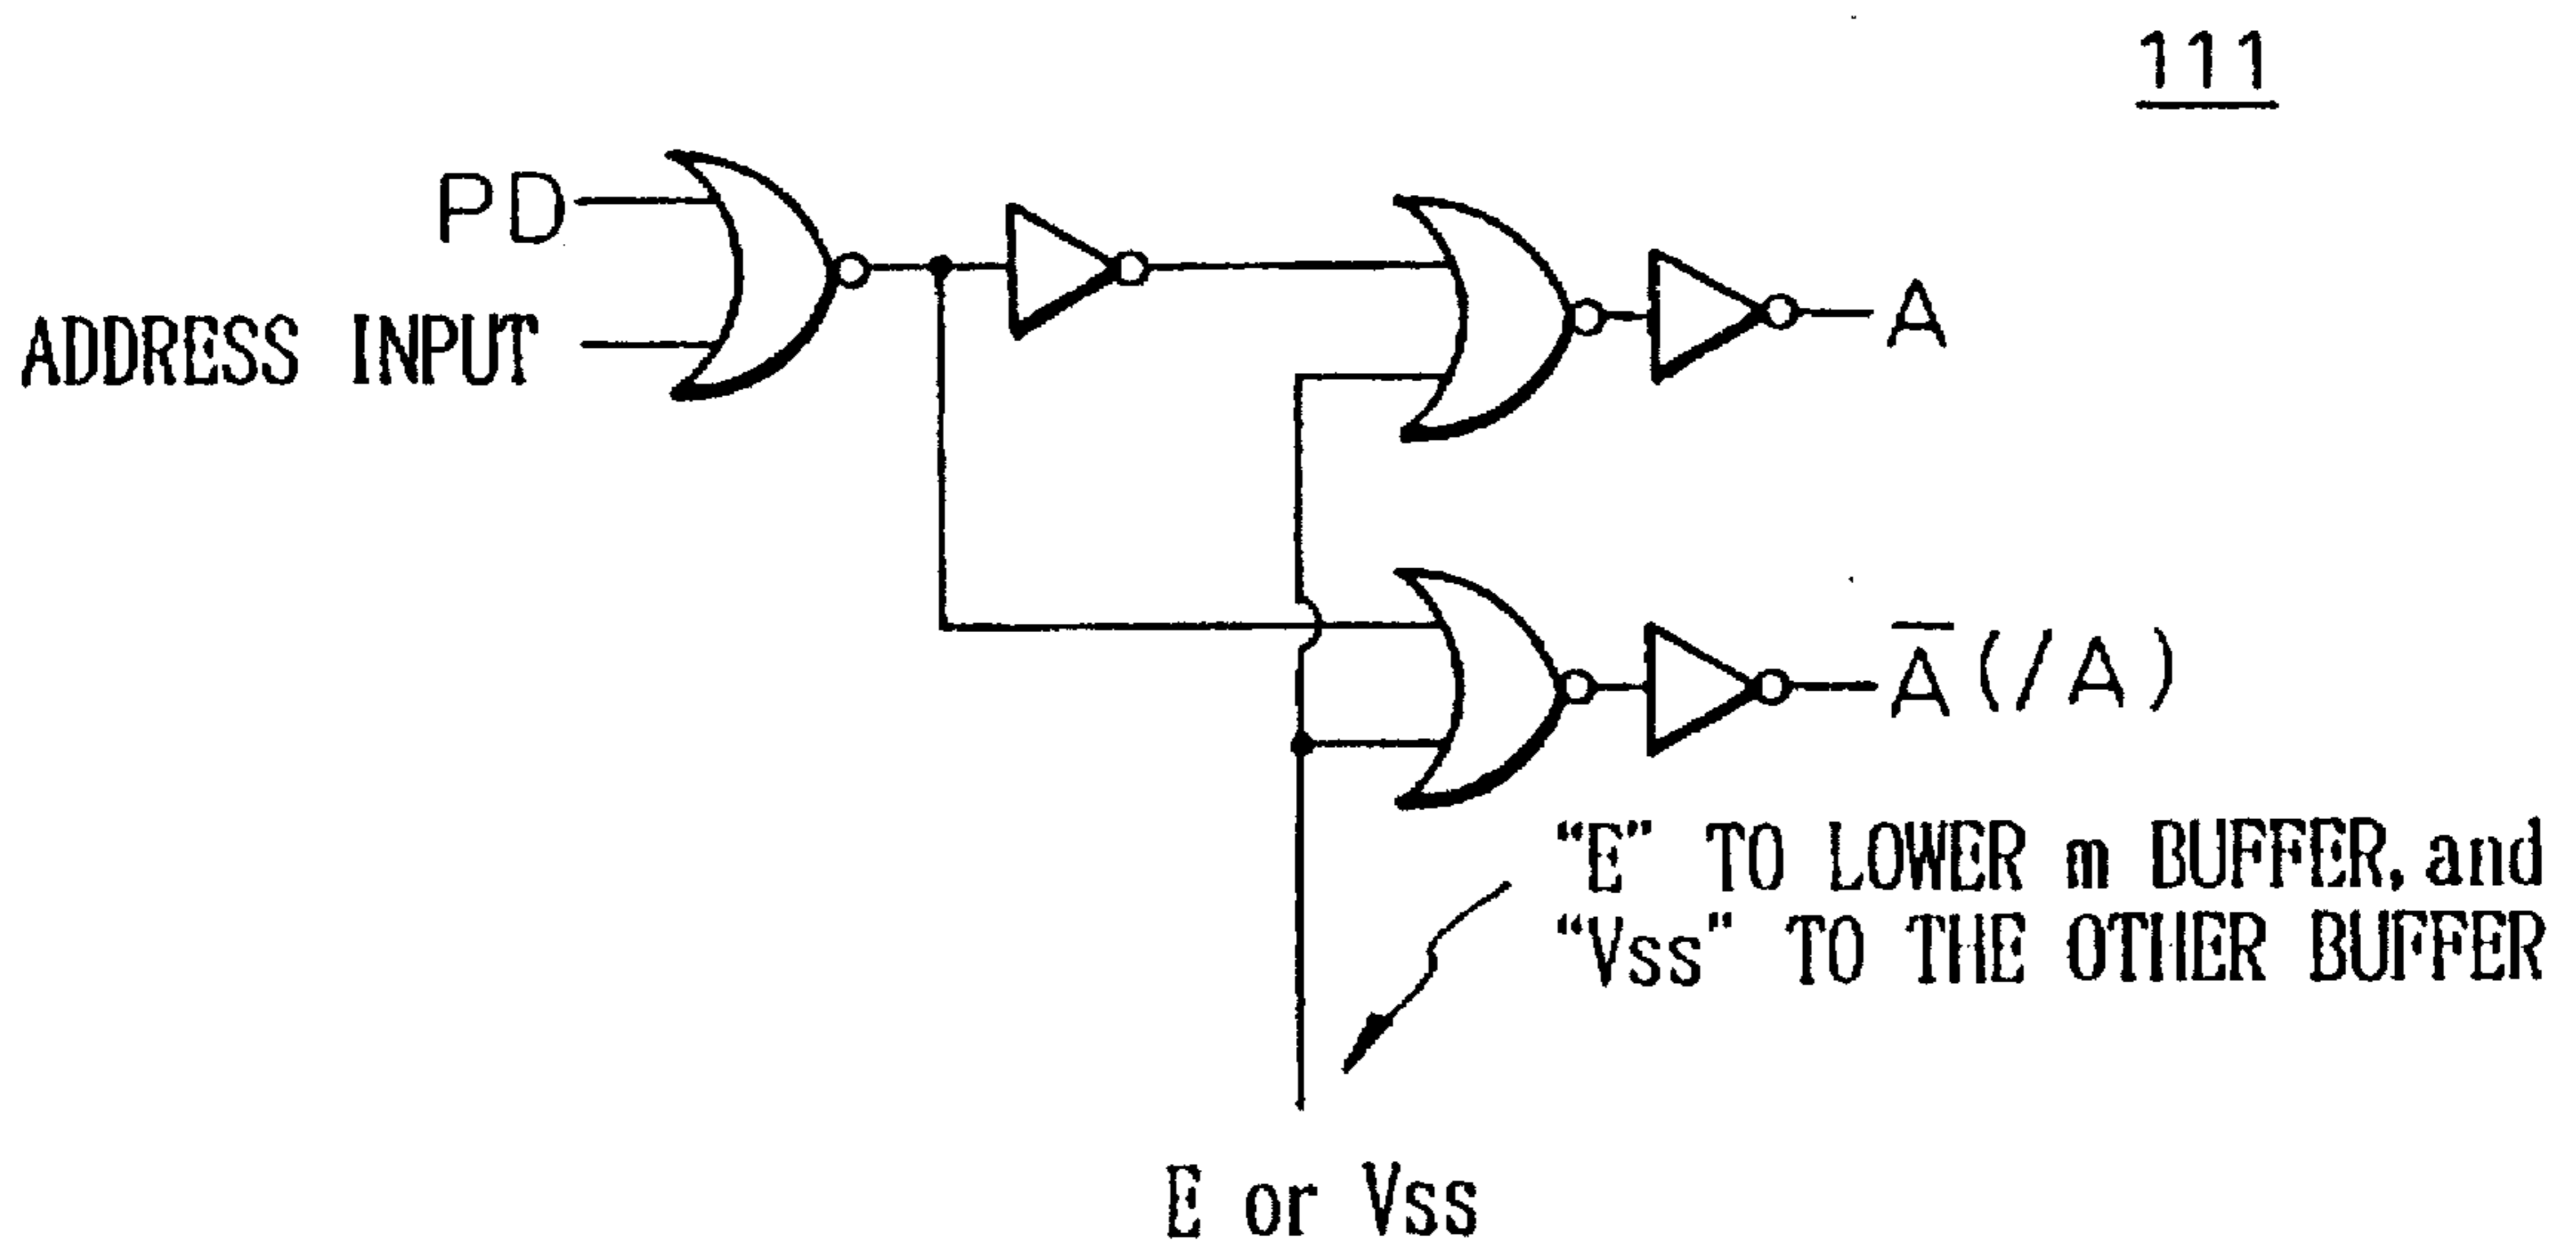 111
PD
ADDRESS INPUT
A
A̅(/A)
“E” TO LOWER m BUFFER, and
“Vss” TO THE OTHER BUFFER
E or Vss